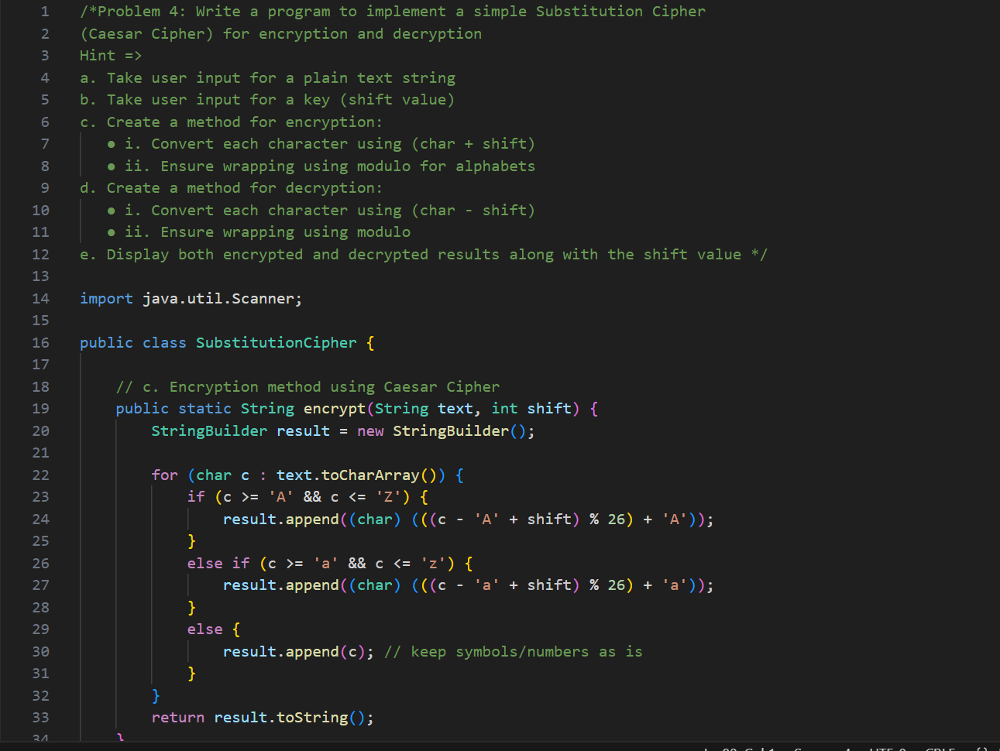 1 /*Problem 4: Write a program to implement a simple Substitution Cipher
2 (Caesar Cipher) for encryption and decryption
3 Hint =>
4 a. Take user input for a plain text string
5 b. Take user input for a key (shift value)
6 c. Create a method for encryption:
7 ● i. Convert each character using (char + shift)
8 ● ii. Ensure wrapping using modulo for alphabets
9 d. Create a method for decryption:
10 ● i. Convert each character using (char - shift)
11 ● ii. Ensure wrapping using modulo
12 e. Display both encrypted and decrypted results along with the shift value */
13
14 import java.util.Scanner;
15
16 public class SubstitutionCipher {
17
18 // c. Encryption method using Caesar Cipher
19 public static String encrypt(String text, int shift) {
20 StringBuilder result = new StringBuilder();
21
22 for (char c : text.toCharArray()) {
23 if (c >= 'A' && c <= 'Z') {
24 result.append((char) (((c - 'A' + shift) % 26) + 'A'));
25 }
26 else if (c >= 'a' && c <= 'z') {
27 result.append((char) (((c - 'a' + shift) % 26) + 'a'));
28 }
29 else {
30 result.append(c); // keep symbols/numbers as is
31 }
32 }
33 return result.toString();
34 }